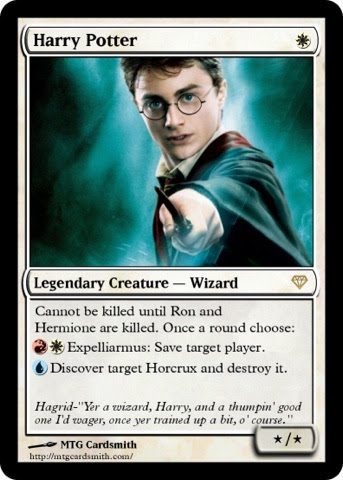 Harry Potter
Legendary Creature — Wizard
Cannot be killed until Ron and
Hermione are killed. Once a round choose:
Expelliarmus: Save target player.
Discover target Horcrux and destroy it.
Hagrid-"Yer a wizard, Harry, and a thumpin' good
one I'd wager, once yer trained up a bit, o' course."
MTG Cardsmith
http://mtgcardsmith.com/
★/★